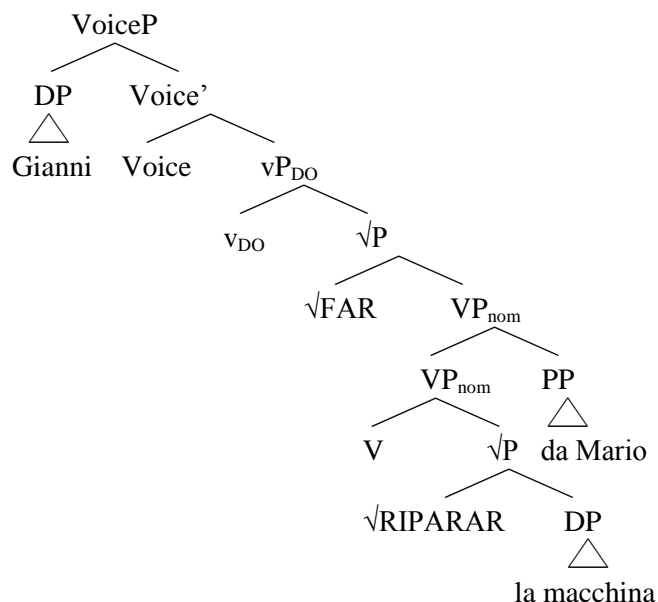 VoiceP
DP Voice’
Gianni Voice vP_DO
v_DO √P
√FAR VP_nom
VP_nom PP
V √P da Mario
√RIPARAR DP
la macchina